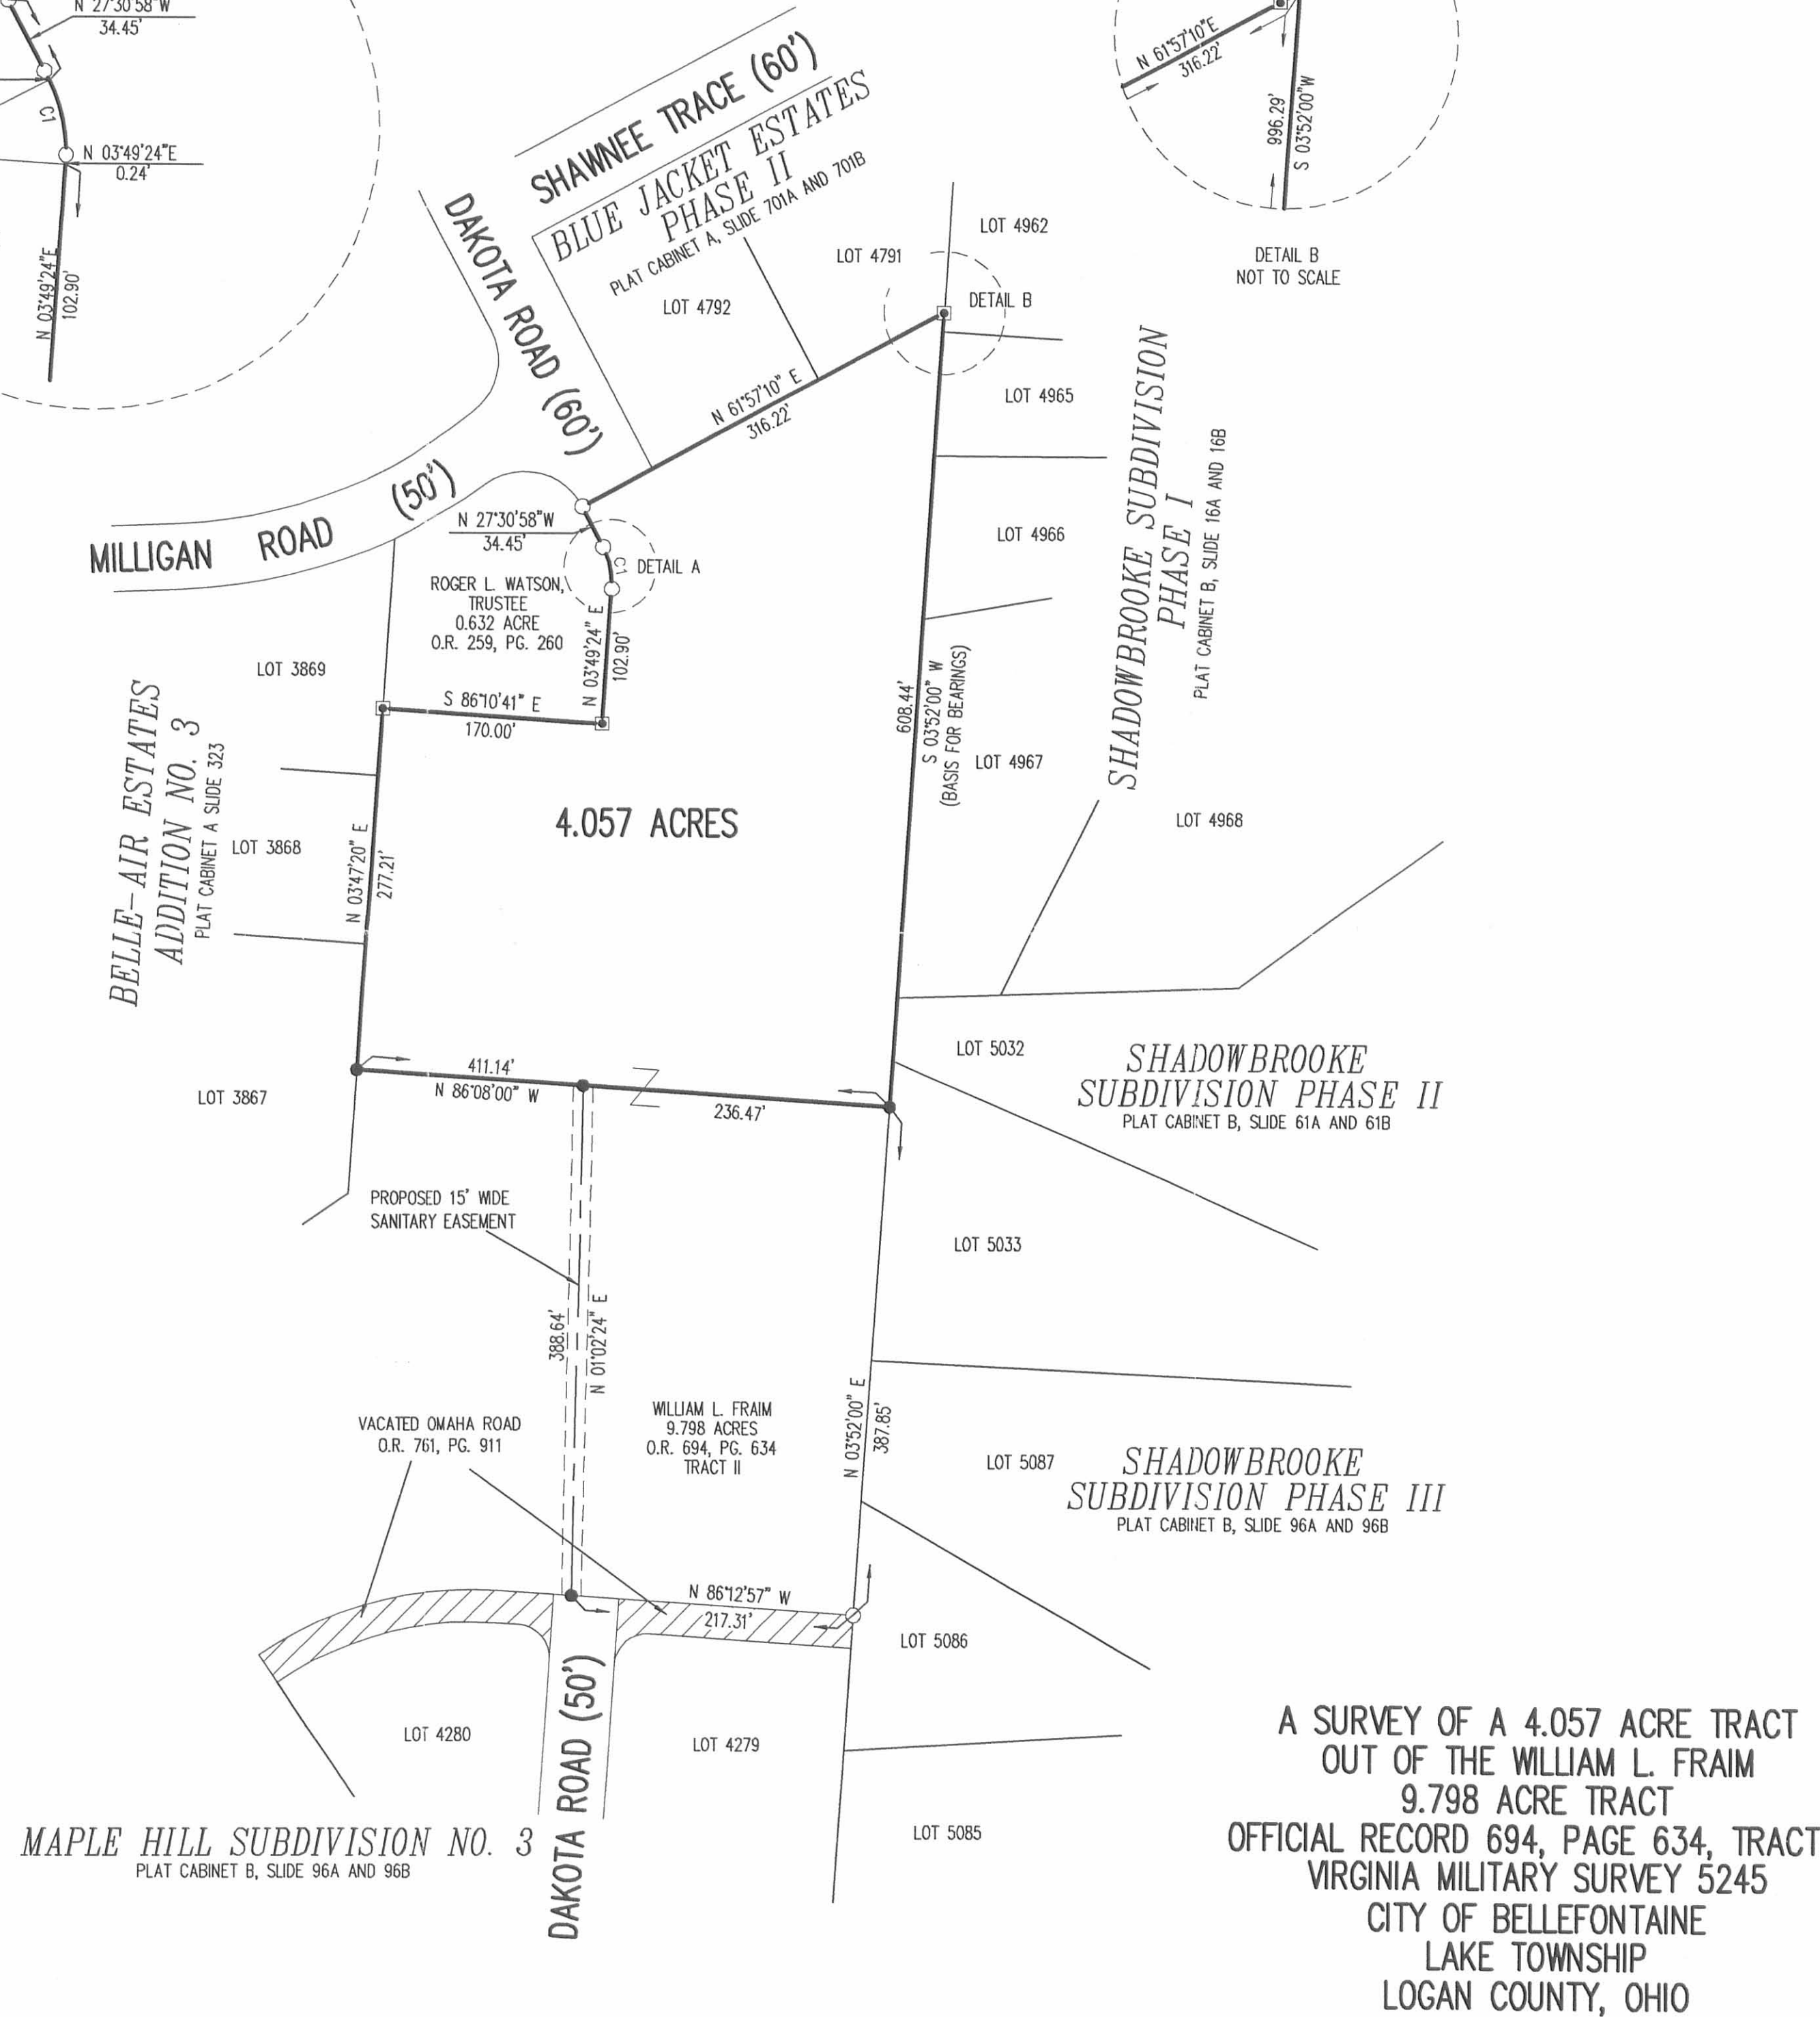 N 27°30'58"W
34.45'
C1
N 03°49'24"E
0.24'
N 03°49'24"E
102.90'
SHAWNEE TRACE (60')
BLUE JACKET ESTATES
PHASE II
PLAT CABINET A, SLIDE 701A AND 701B
DAKOTA ROAD (60')
LOT 4792
LOT 4791
LOT 4962
DETAIL B
N 61°57'10"E
316.22'
996.29'
S 03°52'00"W
DETAIL B
NOT TO SCALE
N 61°57'10" E
316.22'
LOT 4965
LOT 4966
SHADOWBROOKE SUBDIVISION
PHASE I
PLAT CABINET B, SLIDE 16A AND 16B
MILLIGAN ROAD (50')
N 27°30'58"W
34.45'
C1
DETAIL A
ROGER L. WATSON,
TRUSTEE
0.632 ACRE
O.R. 259, PG. 260
N 03°49'24" E
102.90'
LOT 3869
S 86°10'41" E
170.00'
608.44'
S 03°52'00" W
(BASIS FOR BEARINGS)
LOT 4967
LOT 4968
BELLE-AIR ESTATES
ADDITION NO. 3
PLAT CABINET A SLIDE 323
LOT 3868
N 03°47'20" E
277.21'
4.057 ACRES
411.14'
N 86°08'00" W
236.47'
LOT 3867
LOT 5032
SHADOWBROOKE
SUBDIVISION PHASE II
PLAT CABINET B, SLIDE 61A AND 61B
PROPOSED 15' WIDE
SANITARY EASEMENT
LOT 5033
388.64'
N 01°02'24" E
WILLIAM L. FRAIM
9.798 ACRES
O.R. 694, PG. 634
TRACT II
N 03°52'00" E
387.85'
VACATED OMAHA ROAD
O.R. 761, PG. 911
LOT 5087
SHADOWBROOKE
SUBDIVISION PHASE III
PLAT CABINET B, SLIDE 96A AND 96B
N 86°12'57" W
217.31'
LOT 5086
LOT 4280
DAKOTA ROAD (50')
LOT 4279
LOT 5085
MAPLE HILL SUBDIVISION NO. 3
PLAT CABINET B, SLIDE 96A AND 96B
A SURVEY OF A 4.057 ACRE TRACT
OUT OF THE WILLIAM L. FRAIM
9.798 ACRE TRACT
OFFICIAL RECORD 694, PAGE 634, TRACT
VIRGINIA MILITARY SURVEY 5245
CITY OF BELLEFONTAINE
LAKE TOWNSHIP
LOGAN COUNTY, OHIO